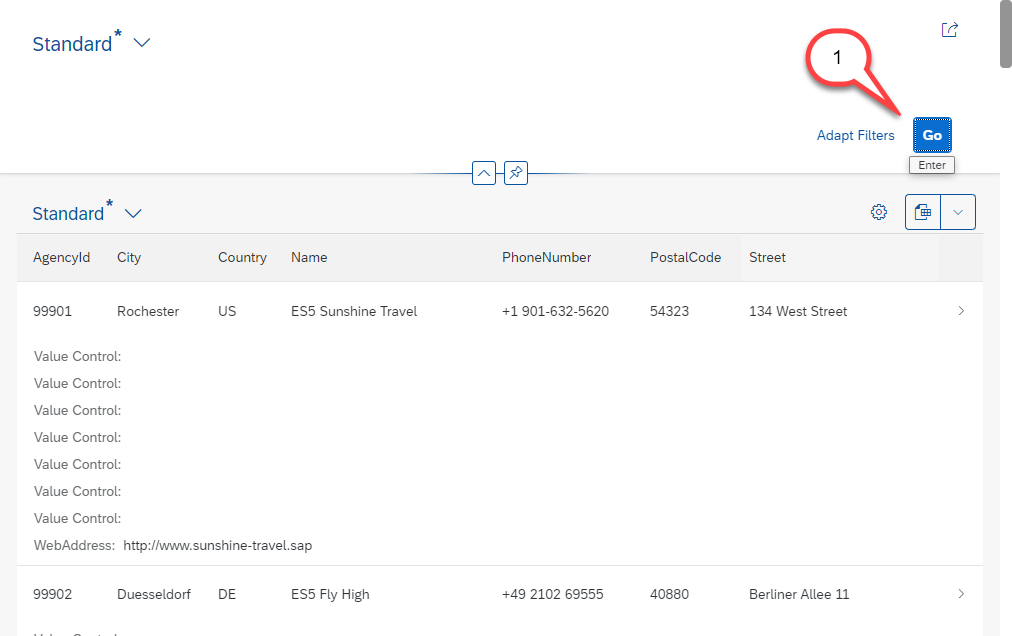 Standard*
1
Adapt Filters Go
Enter
Standard*
AgencyId City Country Name PhoneNumber PostalCode Street
99901 Rochester US ES5 Sunshine Travel +1 901-632-5620 54323 134 West Street
Value Control:
Value Control:
Value Control:
Value Control:
Value Control:
Value Control:
Value Control:
WebAddress: http://www.sunshine-travel.sap
99902 Duesseldorf DE ES5 Fly High +49 2102 69555 40880 Berliner Allee 11